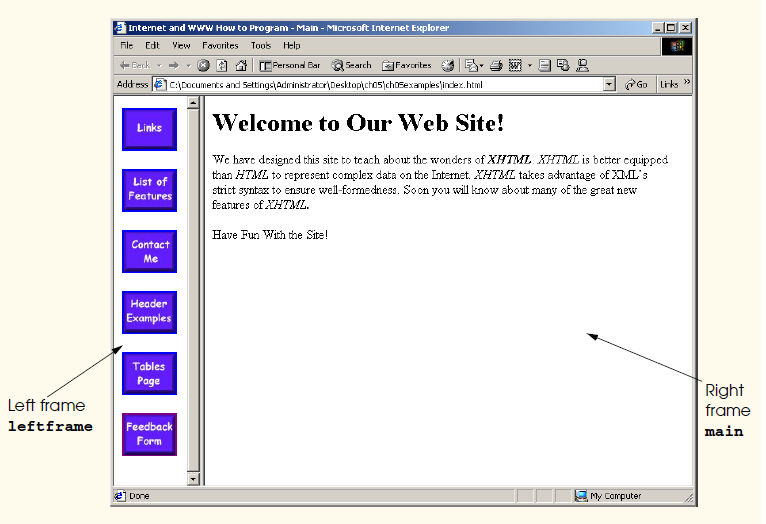 Internet and WWW How to Program - Main - Microsoft Internet Explorer
File Edit View Favorites Tools Help
Back Personal Bar Search Favorites
Address C:\Documents and Settings\Administrator\Desktop\ch05\ch05examples\index.html Go Links »
Links
List of
Features
Contact
Me
Header
Examples
Tables
Page
Feedback
Form
Welcome to Our Web Site!
We have designed this site to teach about the wonders of XHTML. XHTML is better equipped
than HTML to represent complex data on the Internet. XHTML takes advantage of XML's
strict syntax to ensure well-formedness. Soon you will know about many of the great new
features of XHTML.
Have Fun With the Site!
Left frame
leftframe
Right
frame
main
Done My Computer